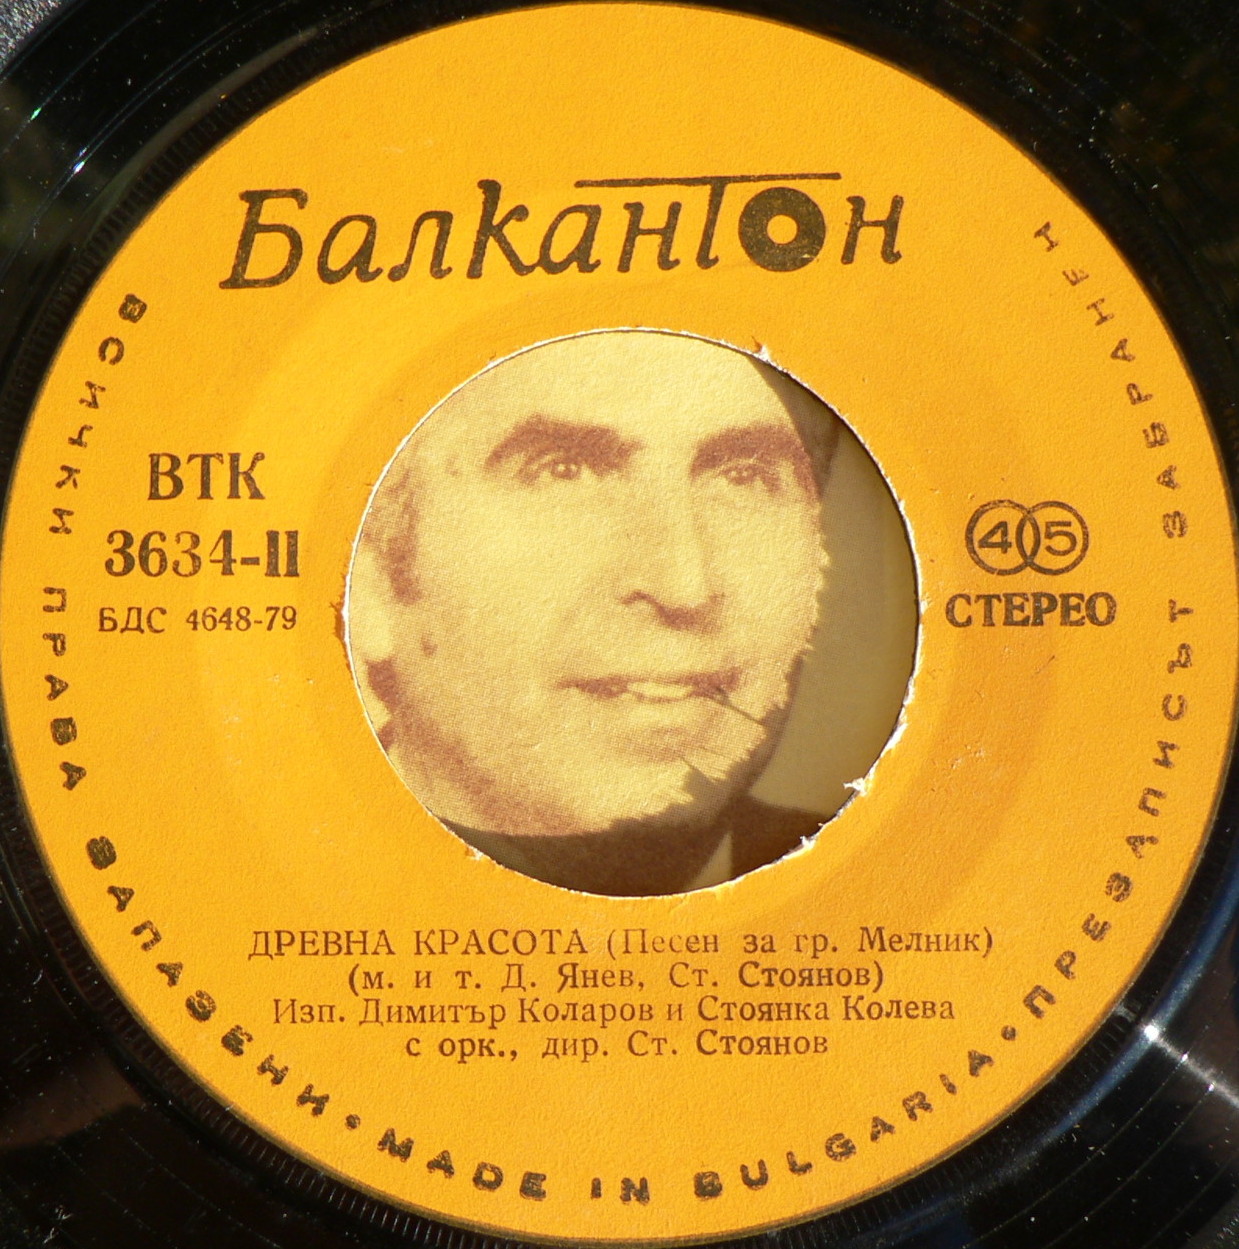 БалканТон
ВТК
3634-II
БДС 4648-79
45
СТЕРЕО
ДРЕВНА КРАСОТА (Песен за гр. Мелник)
(м. и т. Д. Янев, Ст. Стоянов)
Изп. Димитър Коларов и Стоянка Колева
с орк., дир. Ст. Стоянов
ВСИЧКИ ПРАВА ЗАПАЗЕНИ • MADE IN BULGARIA • ПРЕЗАПИСЪТ ЗАБРАНЕН